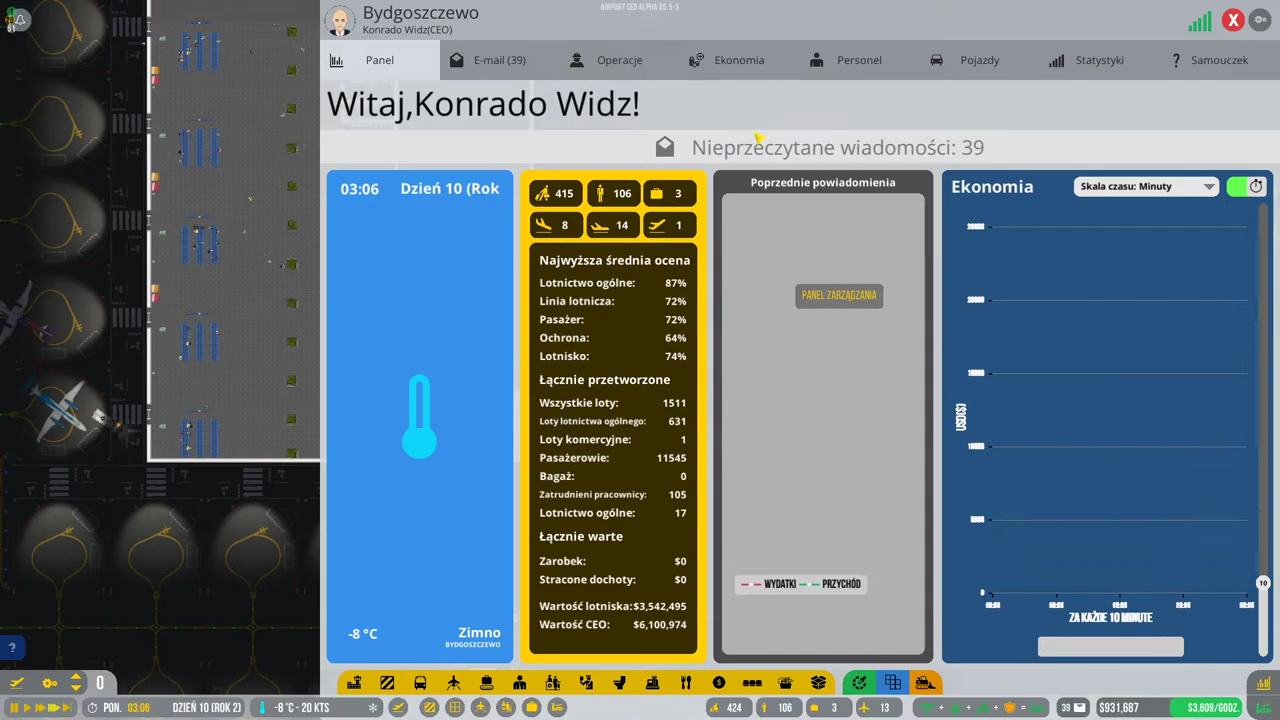 AIRPORT CEO ALPHA 35.5-3
Bydgoszczewo
Konrado Widz(CEO)
X
Panel
E-mail (39)
Operacje
Ekonomia
Personel
Pojazdy
Statystyki
? Samouczek
Witaj,Konrado Widz!
Nieprzeczytane wiadomości: 39
03:06 Dzień 10 (Rok
415 106 3
8 14 1
Najwyższa średnia ocena
Lotnictwo ogólne: 87%
Linia lotnicza: 72%
Pasażer: 72%
Ochrona: 64%
Lotnisko: 74%
Łącznie przetworzone
Wszystkie loty: 1511
Loty lotnictwa ogólnego: 631
Loty komercyjne: 1
Pasażerowie: 11545
Bagaż: 0
Zatrudnieni pracownicy: 105
Lotnictwo ogólne: 17
Łącznie warte
Zarobek: $0
Stracone dochoty: $0
Wartość lotniska:$3,542,495
Wartość CEO: $6,100,974
-8 °C Zimno
BYDGOSZCZEWO
Poprzednie powiadomienia
PANEL ZARZĄDZANIA
WYDATKI PRZYCHÓD
Ekonomia
Skala czasu: Minuty
USD($)
0
10
ZA KAŻDE 10 MINUTE
?
0
PON. 03:06 DZIEŃ 10 (ROK 2) -8 °C - 20 KTS
424 106 3 13
39 $931,687 $3,609/GODZ.